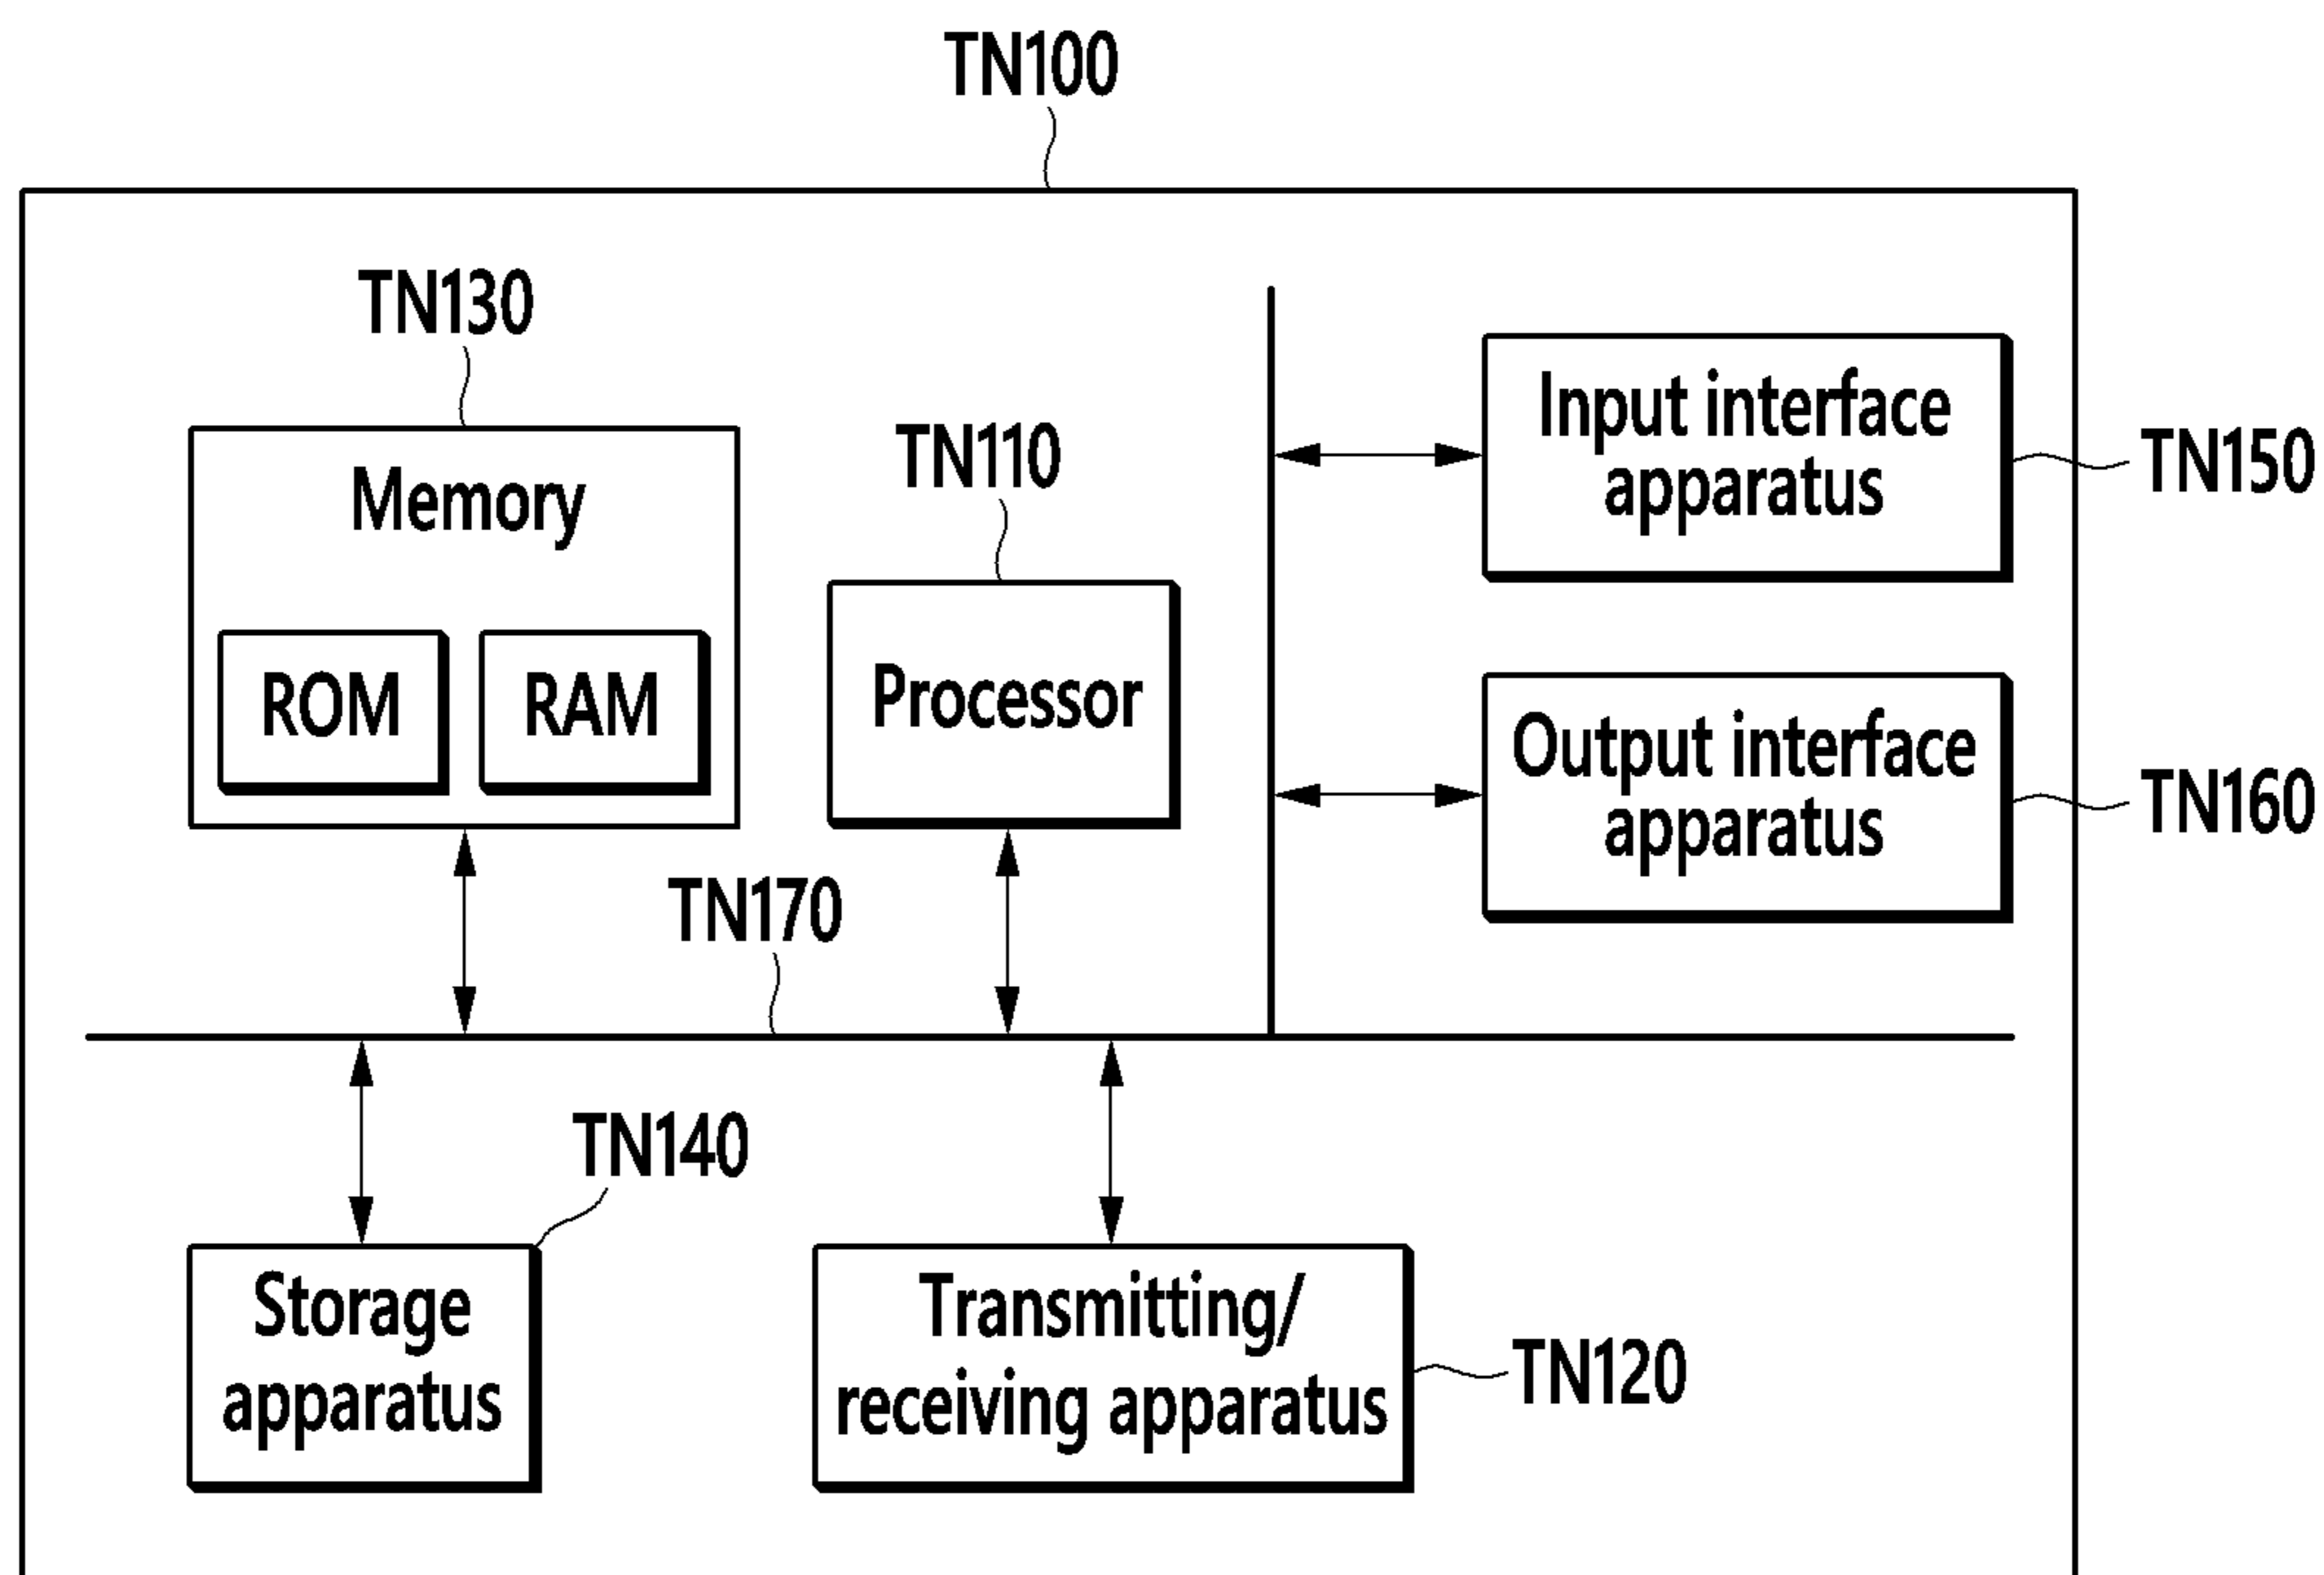 TN100
TN130
TN110
Memory
ROM
RAM
Processor
Input interface
apparatus
TN150
Output interface
apparatus
TN160
TN170
TN140
Storage
apparatus
Transmitting/
receiving apparatus
TN120